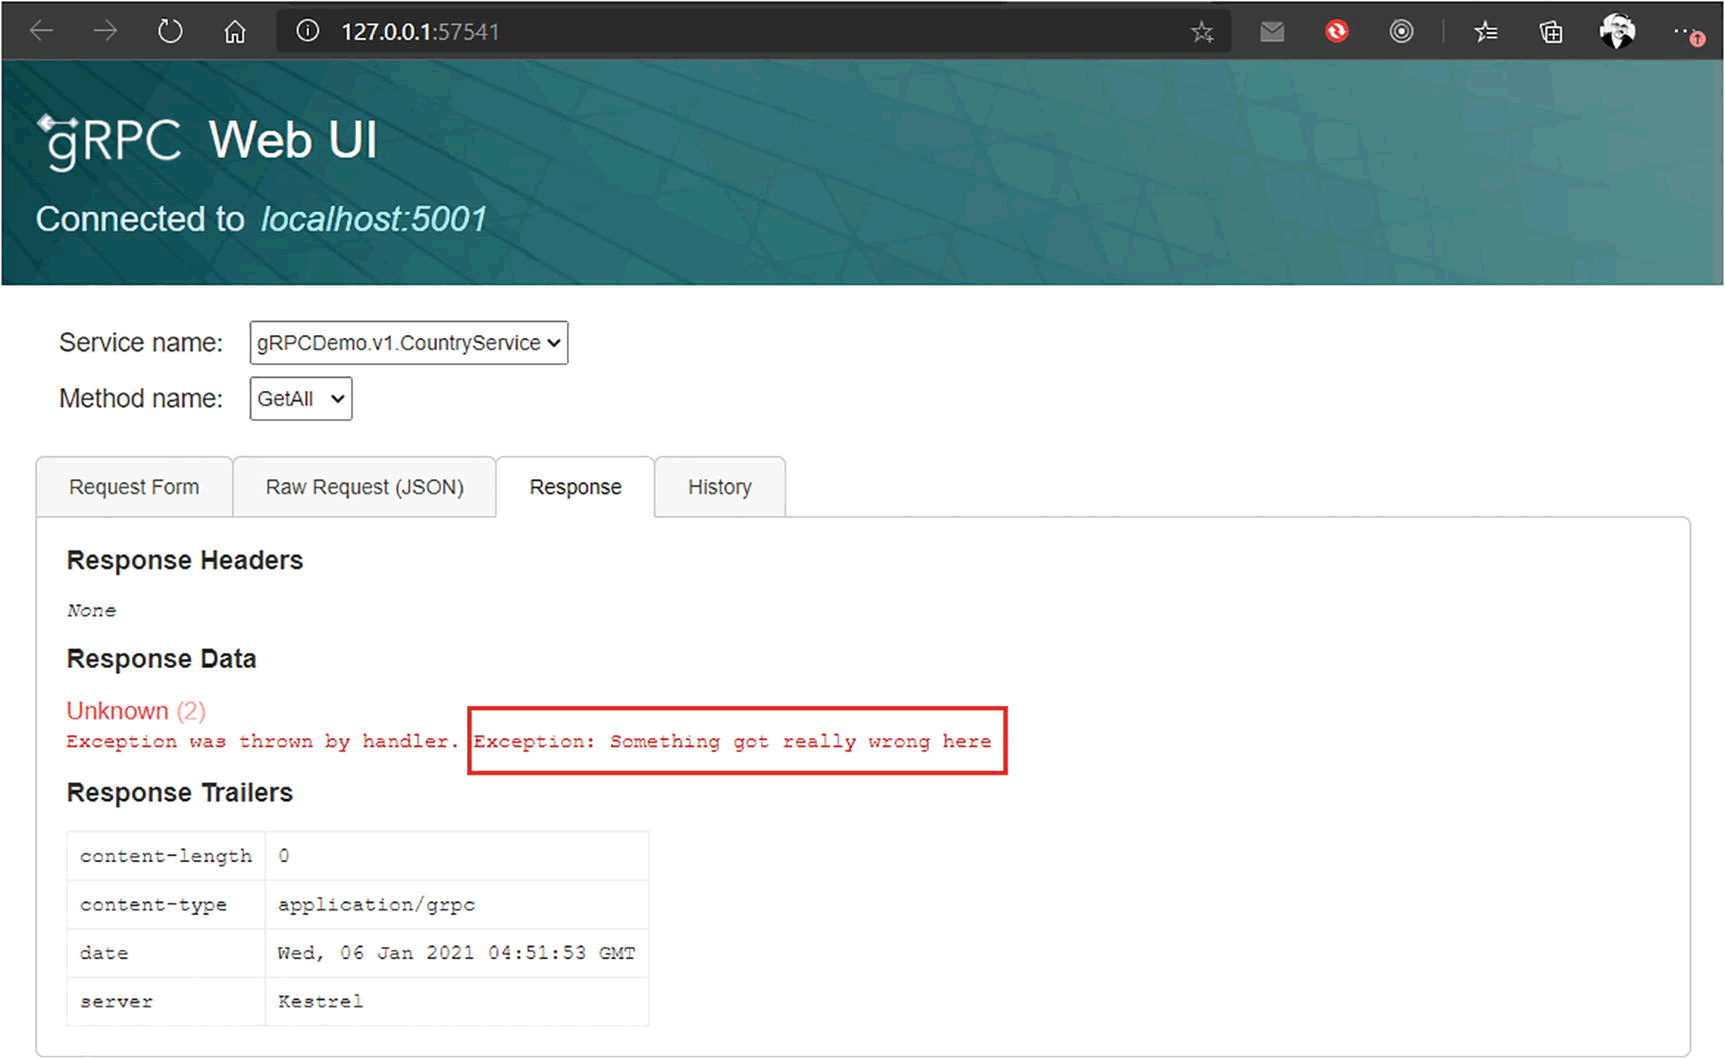 127.0.0.1:57541
gRPC Web UI
Connected to localhost:5001
Service name: gRPCDemo.v1.CountryService
Method name: GetAll
Request Form Raw Request (JSON) Response History
Response Headers
None
Response Data
Unknown (2)
Exception was thrown by handler. Exception: Something got really wrong here
Response Trailers
content-length 0
content-type application/grpc
date Wed, 06 Jan 2021 04:51:53 GMT
server Kestrel